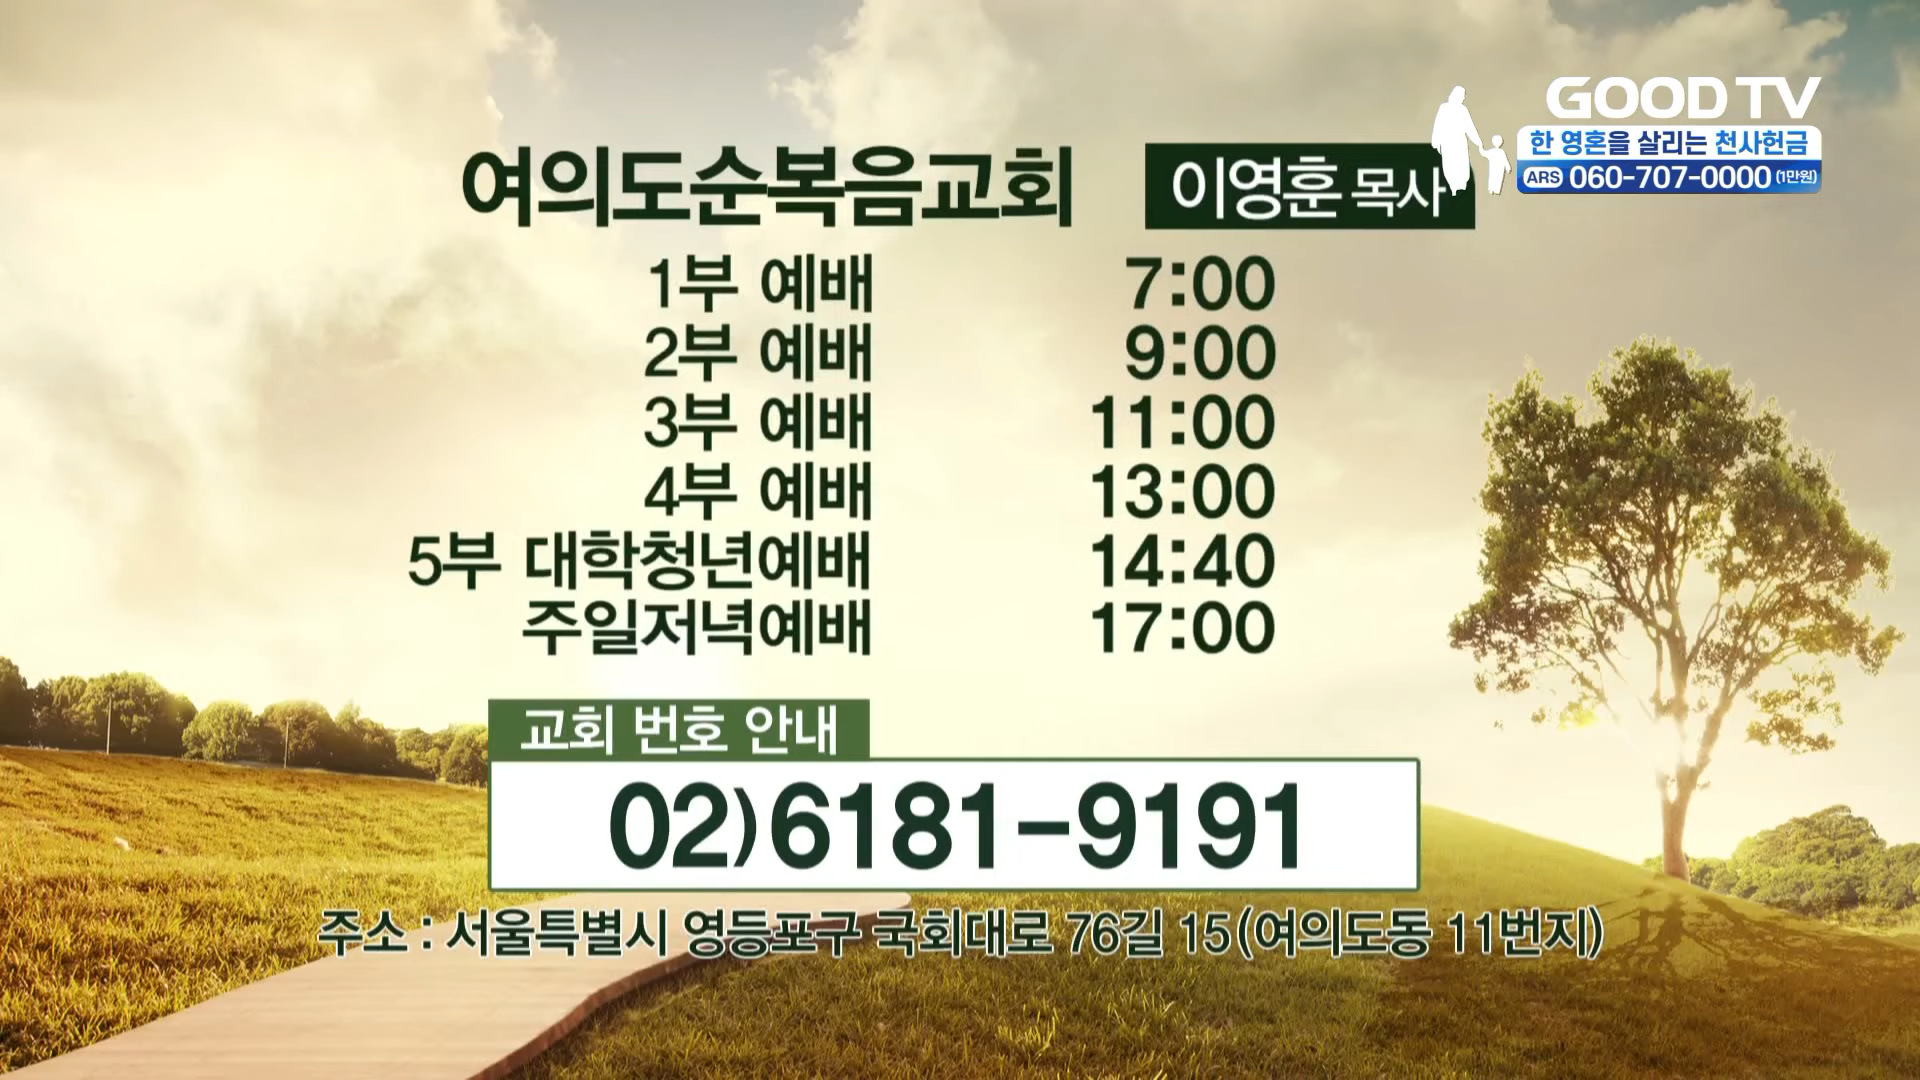 GOOD TV
한 영혼을 살리는 천사헌금
ARS 060-707-0000 (1만원)
여의도순복음교회 이영훈 목사
1부 예배 7:00
2부 예배 9:00
3부 예배 11:00
4부 예배 13:00
5부 대학청년예배 14:40
주일저녁예배 17:00
교회 번호 안내
02)6181-9191
주소 : 서울특별시 영등포구 국회대로 76길 15(여의도동 11번지)